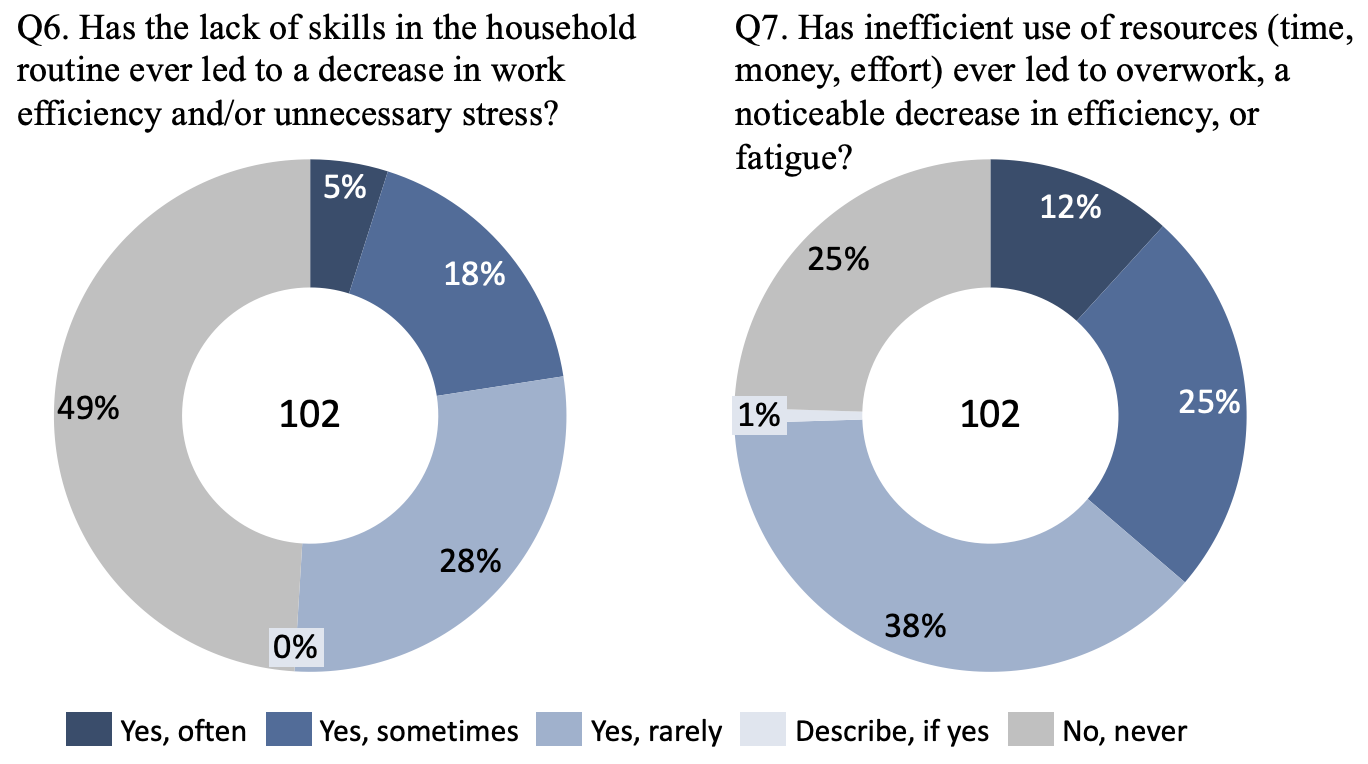 Q6. Has the lack of skills in the household
routine ever led to a decrease in work
efficiency and/or unnecessary stress?
5%
18%
28%
0%
49%
102
Q7. Has inefficient use of resources (time,
money, effort) ever led to overwork, a
noticeable decrease in efficiency, or
fatigue?
12%
25%
38%
1%
25%
102
Yes, often
Yes, sometimes
Yes, rarely
Describe, if yes
No, never